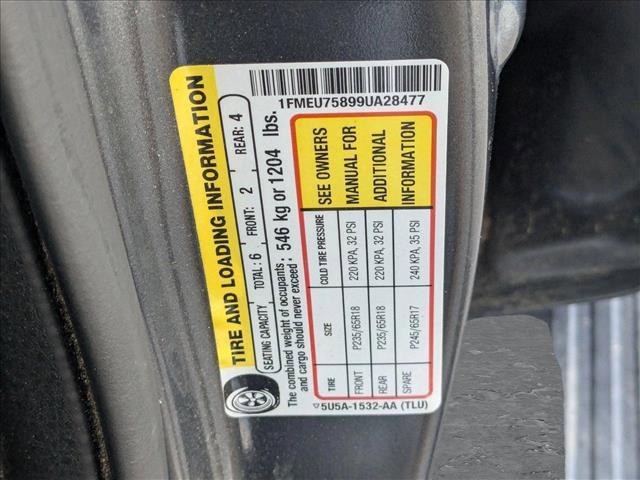 TIRE AND LOADING INFORMATION
SEATING CAPACITY TOTAL: 6 FRONT: 2 REAR: 4
The combined weight of occupants
and cargo should never exceed : 546 kg or 1204 lbs.
TIRE SIZE COLD TIRE PRESSURE SEE OWNERS
FRONT P235/65R18 220 KPA, 32 PSI MANUAL FOR
REAR P235/65R18 220 KPA, 32 PSI ADDITIONAL
SPARE P245/65R17 240 KPA, 35 PSI INFORMATION
5U5A-1532-AA (TLU)
1FMEU75899UA28477